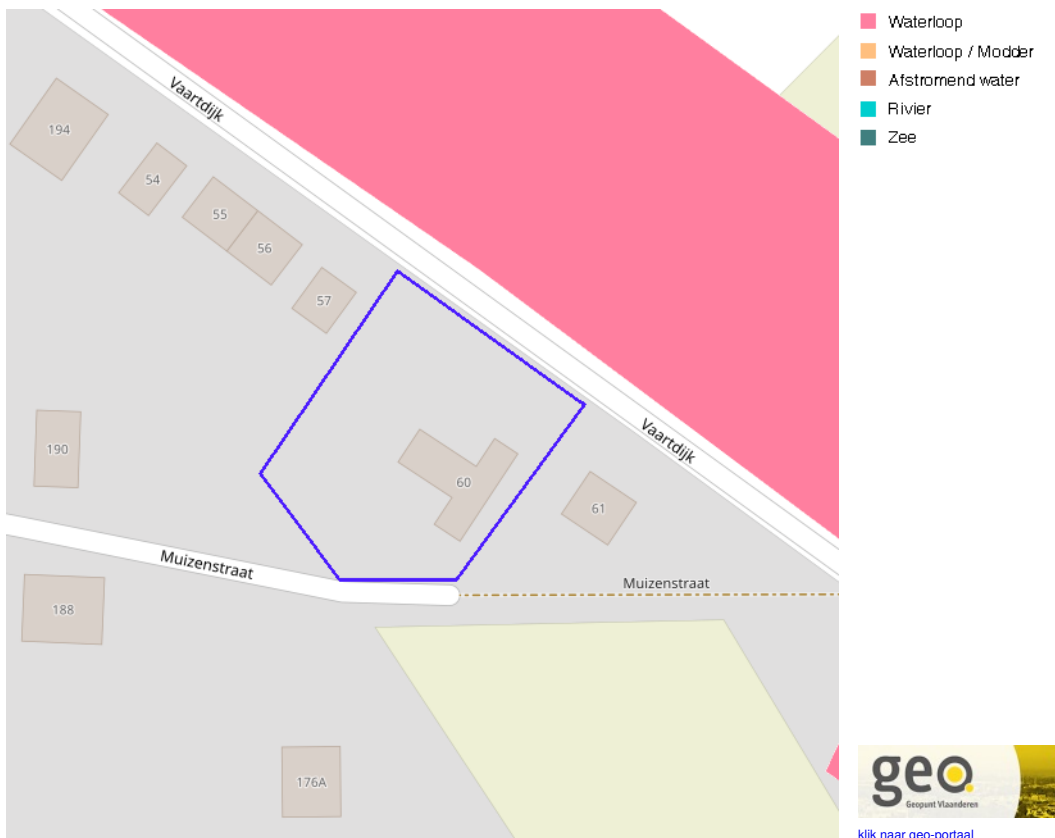 Vaartdijk
194
54
55
56
57
190
60
61
Vaartdijk
Muizenstraat
Muizenstraat
188
176A
Waterloop
Waterloop / Modder
Afstromend water
Rivier
Zee
geo.
Geopunt Vlaanderen
klik naar geo-portaal